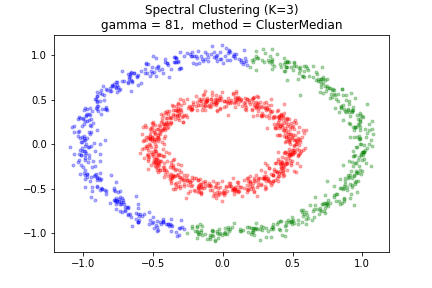 Spectral Clustering (K=3)
gamma = 81,  method = ClusterMedian
1.0
0.5
0.0
−0.5
−1.0
−1.0 −0.5 0.0 0.5 1.0